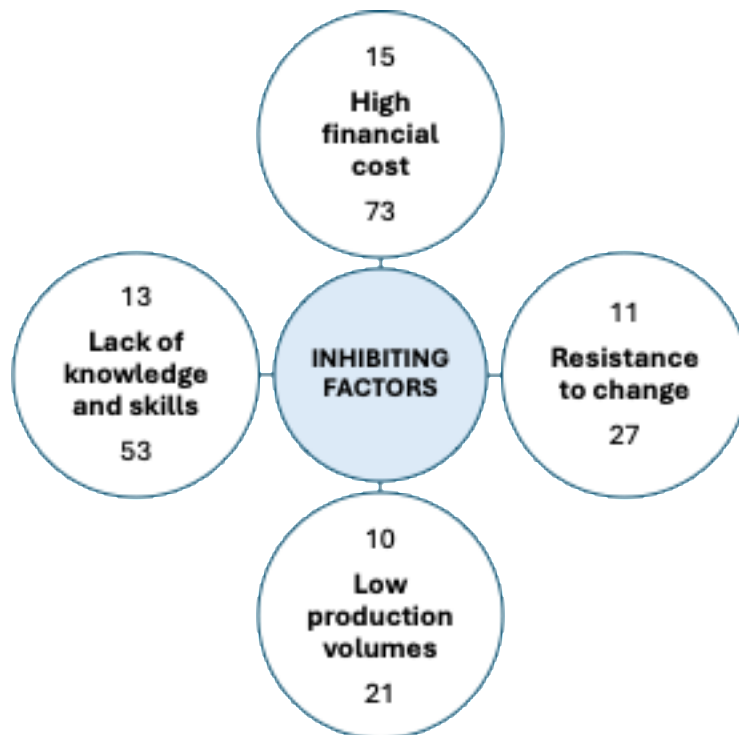 15
High
financial
cost
73
13
Lack of
knowledge
and skills
53
INHIBITING
FACTORS
11
Resistance
to change
27
10
Low
production
volumes
21